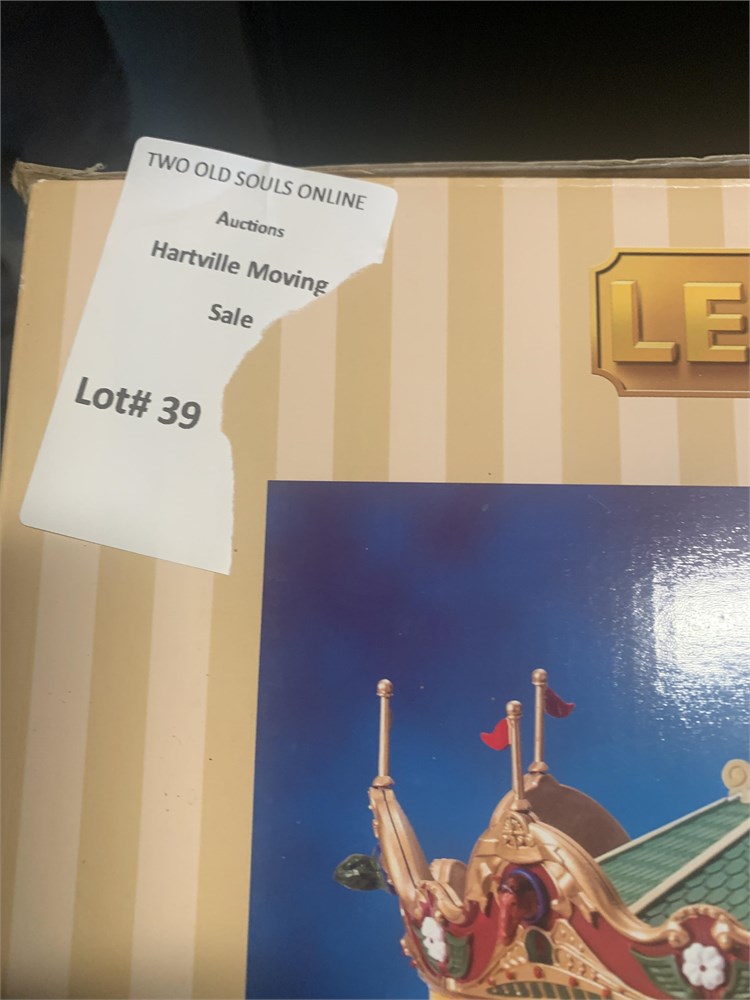 TWO OLD SOULS ONLINE
Auctions
Hartville Moving
Sale
Lot# 39
LE